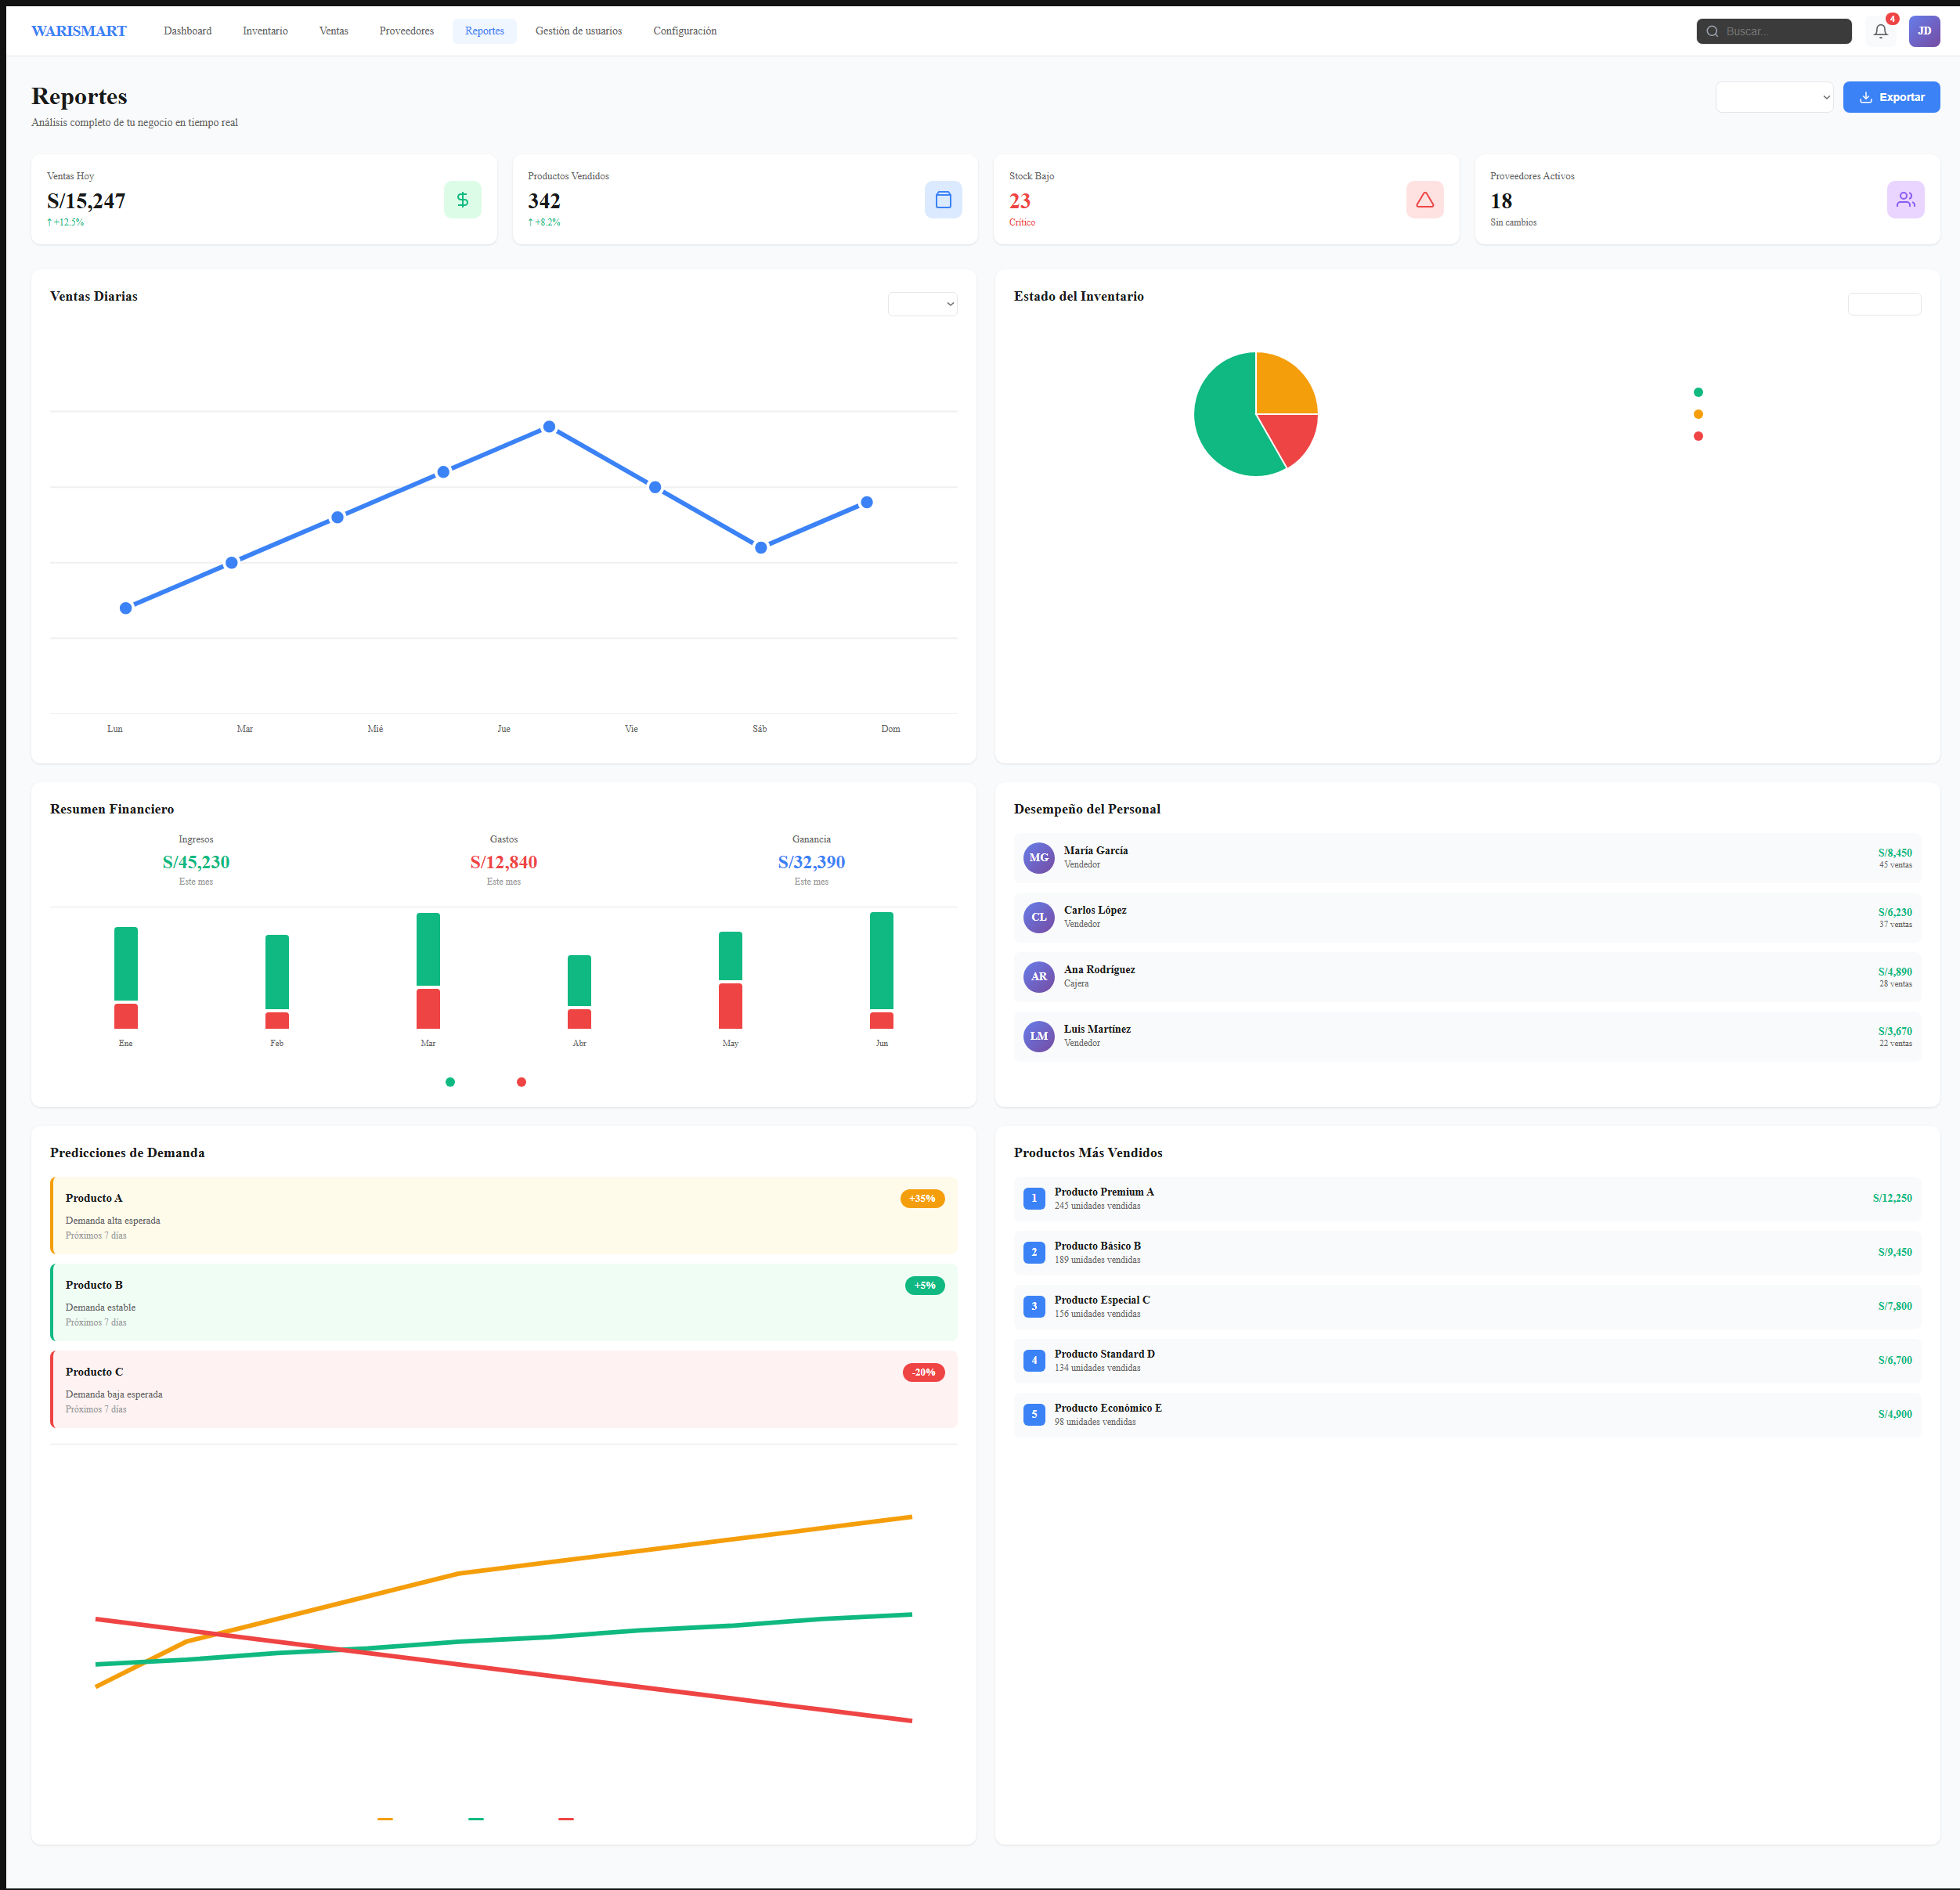 WARISMART
Dashboard
Inventario
Ventas
Proveedores
Reportes
Gestión de usuarios
Configuración
Buscar...
4
JD
Reportes
Análisis completo de tu negocio en tiempo real
Exportar
Ventas Hoy
S/15,247
↑ +12.5%
Productos Vendidos
342
↑ +8.2%
Stock Bajo
23
Crítico
Proveedores Activos
18
Sin cambios
Ventas Diarias
Lun
Mar
Mié
Jue
Vie
Sáb
Dom
Estado del Inventario
Resumen Financiero
Ingresos
S/45,230
Este mes
Gastos
S/12,840
Este mes
Ganancia
S/32,390
Este mes
Ene
Feb
Mar
Abr
May
Jun
Desempeño del Personal
MG
María García
Vendedor
S/8,450
45 ventas
CL
Carlos López
Vendedor
S/6,230
37 ventas
AR
Ana Rodríguez
Cajera
S/4,890
28 ventas
LM
Luis Martínez
Vendedor
S/3,670
22 ventas
Predicciones de Demanda
Producto A
+35%
Demanda alta esperada
Próximos 7 días
Producto B
+5%
Demanda estable
Próximos 7 días
Producto C
-20%
Demanda baja esperada
Próximos 7 días
Productos Más Vendidos
1
Producto Premium A
245 unidades vendidas
S/12,250
2
Producto Básico B
189 unidades vendidas
S/9,450
3
Producto Especial C
156 unidades vendidas
S/7,800
4
Producto Standard D
134 unidades vendidas
S/6,700
5
Producto Económico E
98 unidades vendidas
S/4,900